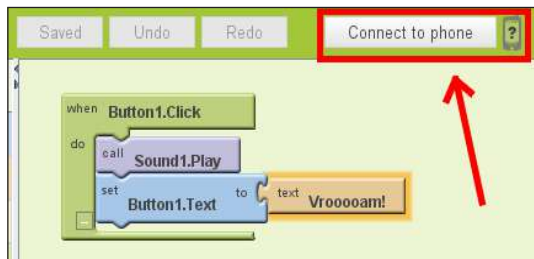 Saved Undo Redo Connect to phone ?
when Button1.Click
do call Sound1.Play
set Button1.Text to text Vrooooam!